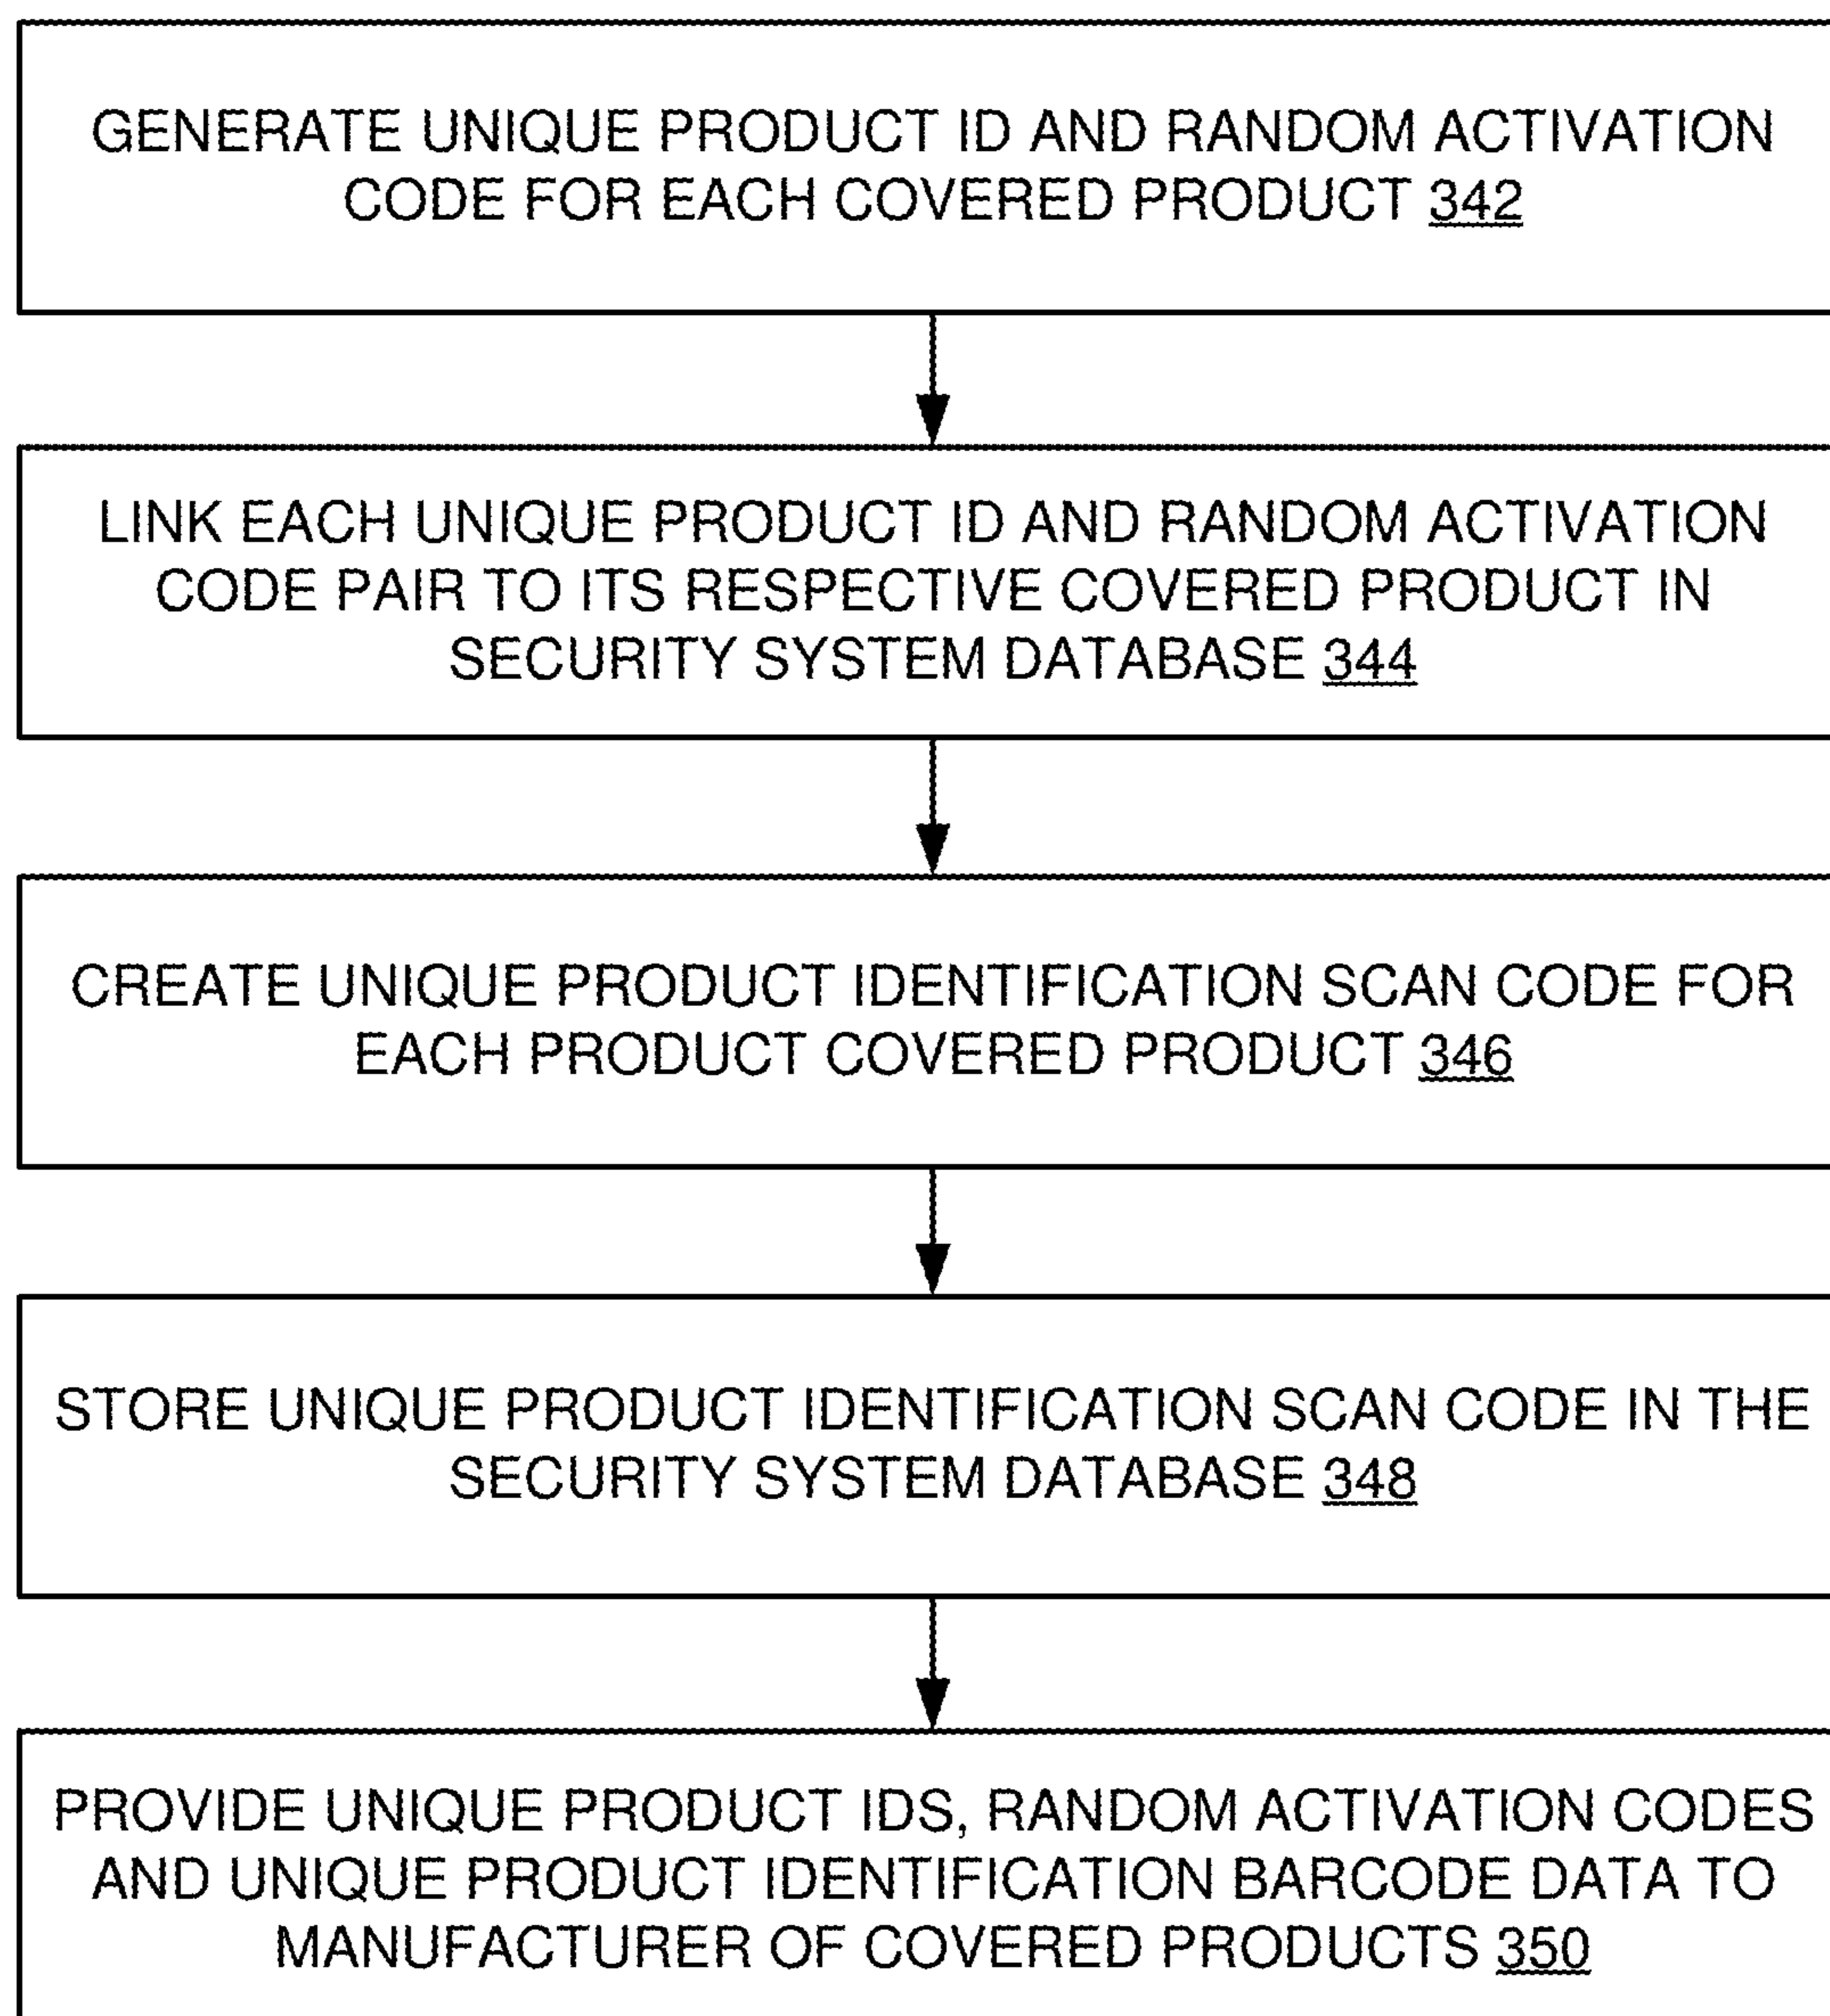 GENERATE UNIQUE PRODUCT ID AND RANDOM ACTIVATION
CODE FOR EACH COVERED PRODUCT 342
LINK EACH UNIQUE PRODUCT ID AND RANDOM ACTIVATION
CODE PAIR TO ITS RESPECTIVE COVERED PRODUCT IN
SECURITY SYSTEM DATABASE 344
CREATE UNIQUE PRODUCT IDENTIFICATION SCAN CODE FOR
EACH PRODUCT COVERED PRODUCT 346
STORE UNIQUE PRODUCT IDENTIFICATION SCAN CODE IN THE
SECURITY SYSTEM DATABASE 348
PROVIDE UNIQUE PRODUCT IDS, RANDOM ACTIVATION CODES
AND UNIQUE PRODUCT IDENTIFICATION BARCODE DATA TO
MANUFACTURER OF COVERED PRODUCTS 350